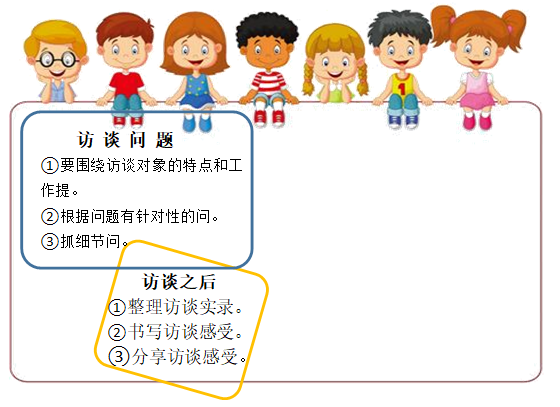 访谈问题
①要围绕访谈对象的特点和工
作提。
②根据问题有针对性的问。
③抓细节问。
访谈之后
①整理访谈实录。
②书写访谈感受。
③分享访谈感受。
1